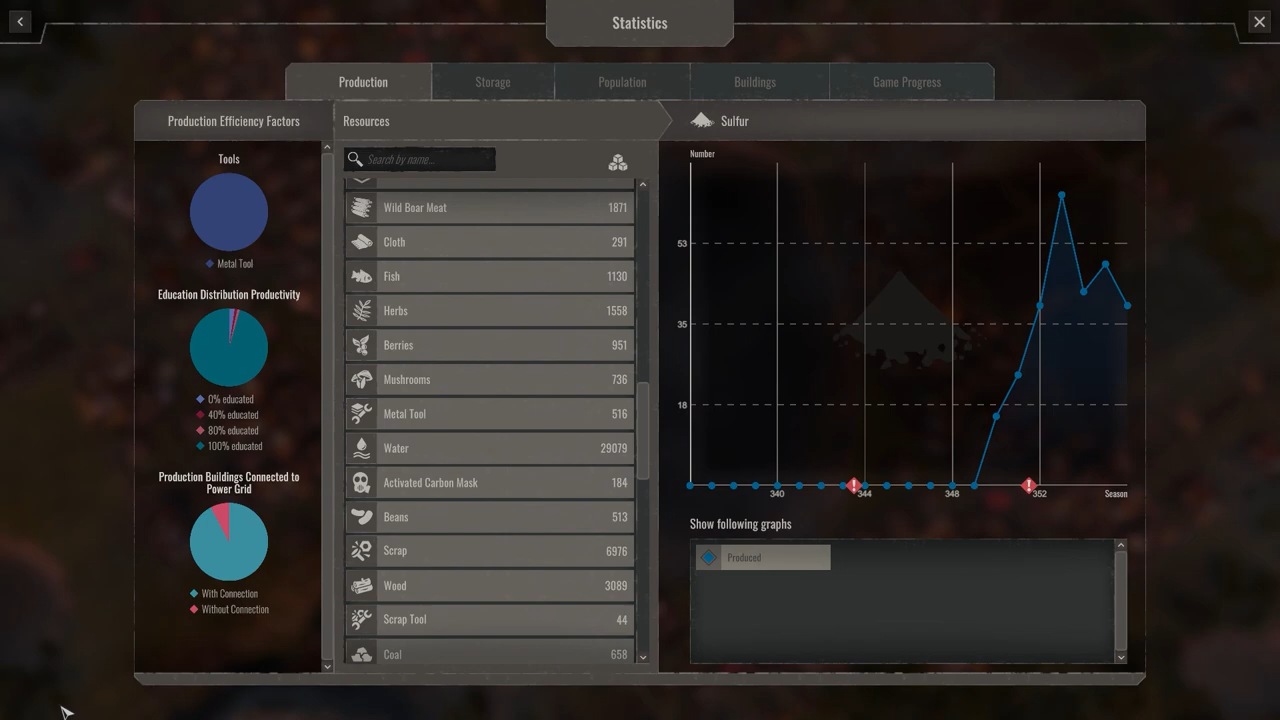 Statistics
Production
Storage
Population
Buildings
Game Progress
Production Efficiency Factors
Tools
Metal Tool
Education Distribution Productivity
0% educated
40% educated
80% educated
100% educated
Production Buildings Connected to
Power Grid
With Connection
Without Connection
Resources
Search by name...
Wild Boar Meat 1871
Cloth 291
Fish 1130
Herbs 1558
Berries 951
Mushrooms 736
Metal Tool 516
Water 29079
Activated Carbon Mask 184
Beans 513
Scrap 6976
Wood 3089
Scrap Tool 44
Coal 658
Sulfur
Number
53
35
18
340 344 348 352 Season
Show following graphs
Produced